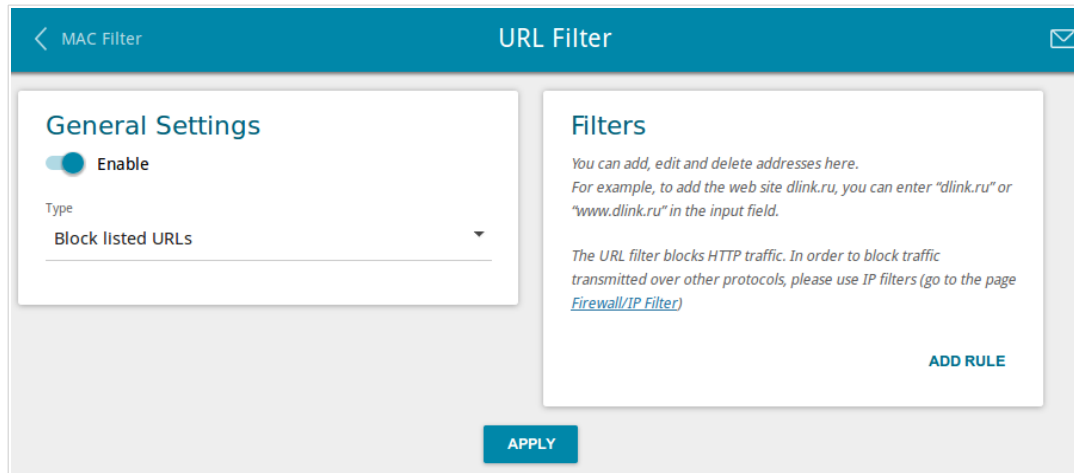 MAC Filter
URL Filter
General Settings
Enable
Type
Block listed URLs
Filters
You can add, edit and delete addresses here.
For example, to add the web site dlink.ru, you can enter “dlink.ru” or
“www.dlink.ru” in the input field.
The URL filter blocks HTTP traffic. In order to block traffic
transmitted over other protocols, please use IP filters (go to the page
Firewall/IP Filter)
ADD RULE
APPLY